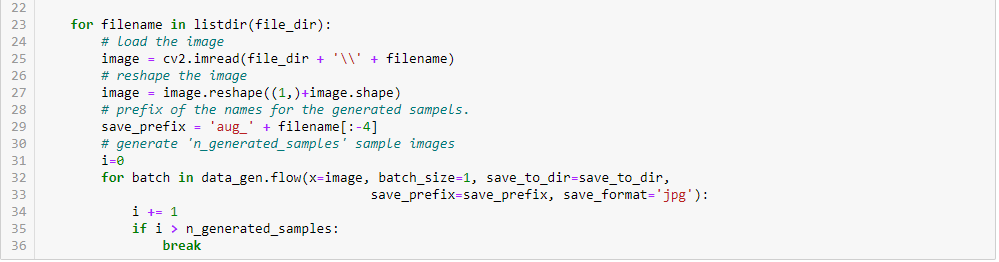 22
23 for filename in listdir(file_dir):
24 # load the image
25 image = cv2.imread(file_dir + '\\' + filename)
26 # reshape the image
27 image = image.reshape((1,)+image.shape)
28 # prefix of the names for the generated sampels.
29 save_prefix = 'aug_' + filename[:-4]
30 # generate 'n_generated_samples' sample images
31 i=0
32 for batch in data_gen.flow(x=image, batch_size=1, save_to_dir=save_to_dir,
33 save_prefix=save_prefix, save_format='jpg'):
34 i += 1
35 if i > n_generated_samples:
36 break